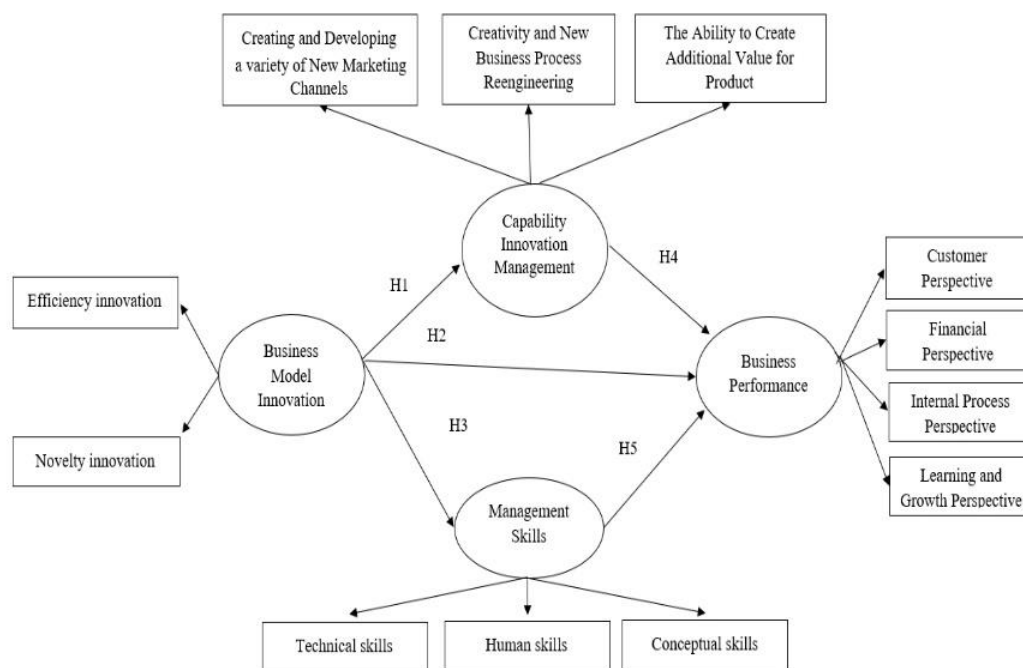 Creating and Developing
a variety of New Marketing
Channels
Creativity and New
Business Process
Reengineering
The Ability to Create
Additional Value for
Product
Capability
Innovation
Management
H1
H4
H2
Efficiency innovation
Business
Model
Innovation
Novelty innovation
H3
H5
Business
Performance
Customer
Perspective
Financial
Perspective
Internal Process
Perspective
Learning and
Growth Perspective
Management
Skills
Technical skills
Human skills
Conceptual skills